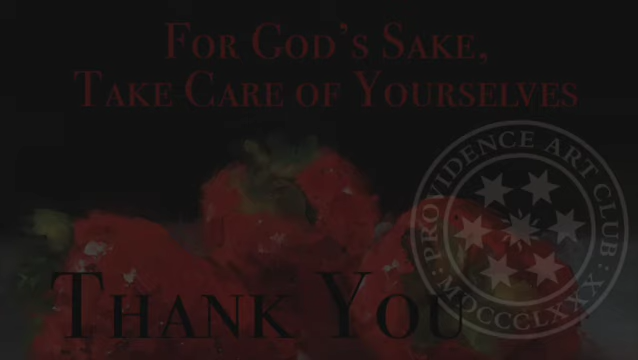 For God's Sake,
Take Care of Yourselves
PROVIDENCE ART CLUB : MDCCCLXXX :
Thank You